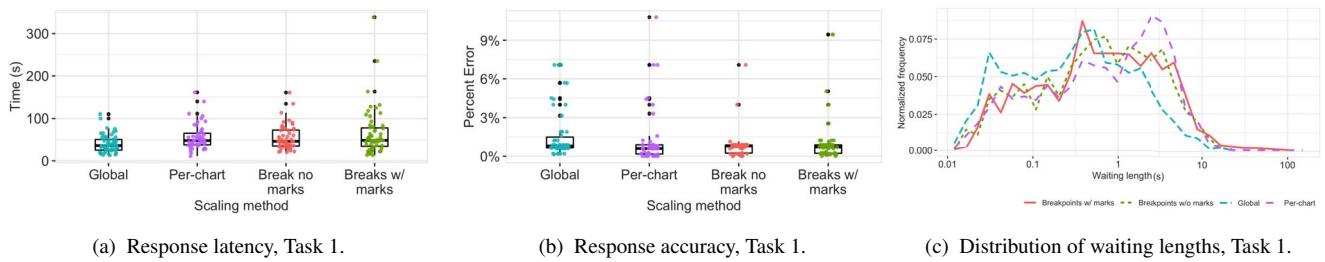 Time (s)
300
200
100
0
Global
Per-chart
Break no
marks
Breaks w/
marks
Scaling method
(a) Response latency, Task 1.
Percent Error
9%
6%
3%
0%
Global
Per-chart
Break no
marks
Breaks w/
marks
Scaling method
(b) Response accuracy, Task 1.
Normalized frequency
0.075
0.050
0.025
0.000
0.01
0.1
1
10
100
Waiting length(s)
Breakpoints w/ marks
Breakpoints w/o marks
Global
Per-chart
(c) Distribution of waiting lengths, Task 1.